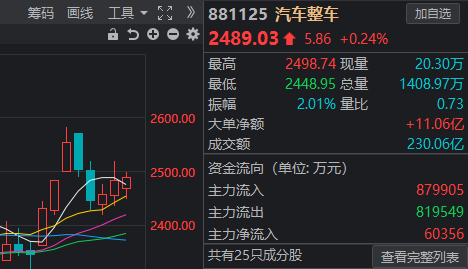 筹码 画线 工具
881125 汽车整车 加自选
2489.03 5.86 +0.24%
最高 2498.74 现量 20.30万
最低 2448.95 总量 1408.97万
振幅 2.01% 量比 0.73
大单净额 +11.06亿
成交额 230.06亿
资金流向（单位: 万元）
主力流入 879905
主力流出 819549
主力净流入 60356
共有25只成分股 查看完整列表
2600.00
2500.00
2400.00